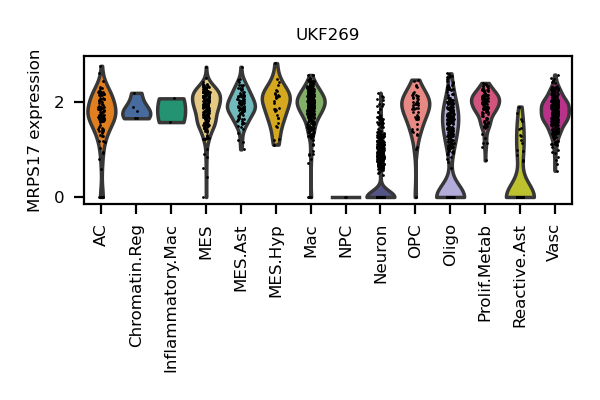 UKF269
MRPS17 expression
2
0
AC
Chromatin.Reg
Inflammatory.Mac
MES
MES.Ast
MES.Hyp
Mac
NPC
Neuron
OPC
Oligo
Prolif.Metab
Reactive.Ast
Vasc